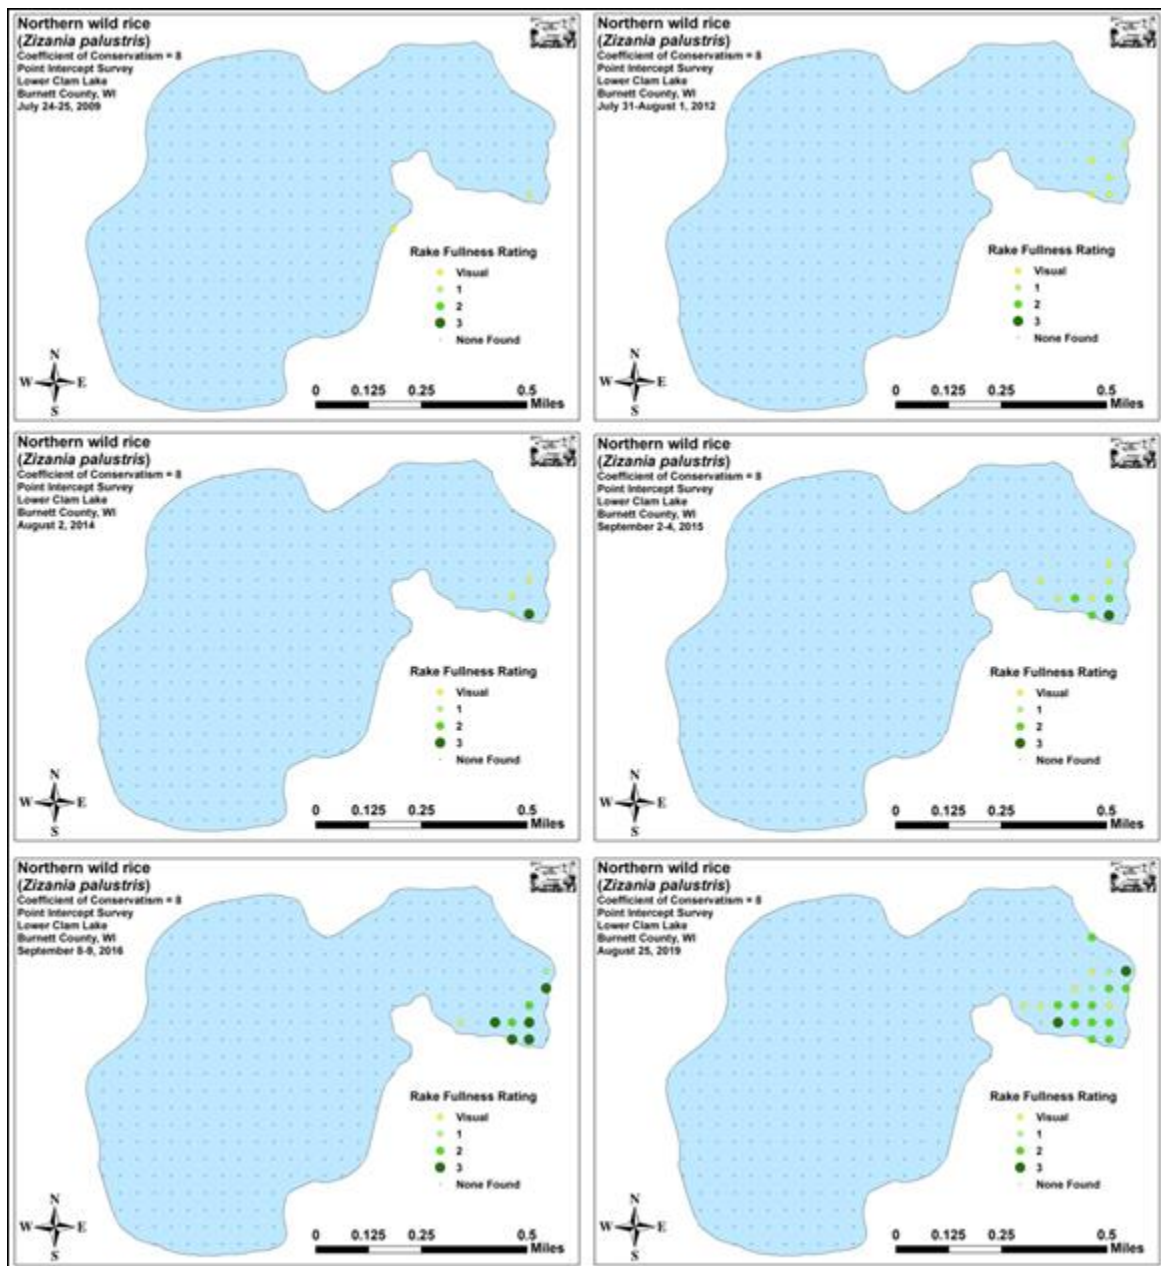 Northern wild rice
(Zizania palustris)
Coefficient of Conservatism = 8
Point Intercept Survey
Lower Clam Lake
Burnett County, WI
July 24-25, 2009
Rake Fullness Rating
Visual
1
2
3
None Found
N
W E
S
0 0.125 0.25 0.5
Miles
Northern wild rice
(Zizania palustris)
Coefficient of Conservatism = 8
Point Intercept Survey
Lower Clam Lake
Burnett County, WI
July 31-August 1, 2012
Rake Fullness Rating
Visual
1
2
3
None Found
N
W E
S
0 0.125 0.25 0.5
Miles
Northern wild rice
(Zizania palustris)
Coefficient of Conservatism = 8
Point Intercept Survey
Lower Clam Lake
Burnett County, WI
August 2, 2014
Rake Fullness Rating
Visual
1
2
3
None Found
N
W E
S
0 0.125 0.25 0.5
Miles
Northern wild rice
(Zizania palustris)
Coefficient of Conservatism = 8
Point Intercept Survey
Lower Clam Lake
Burnett County, WI
September 2-4, 2015
Rake Fullness Rating
Visual
1
2
3
None Found
N
W E
S
0 0.125 0.25 0.5
Miles
Northern wild rice
(Zizania palustris)
Coefficient of Conservatism = 8
Point Intercept Survey
Lower Clam Lake
Burnett County, WI
September 8-9, 2016
Rake Fullness Rating
Visual
1
2
3
None Found
N
W E
S
0 0.125 0.25 0.5
Miles
Northern wild rice
(Zizania palustris)
Coefficient of Conservatism = 8
Point Intercept Survey
Lower Clam Lake
Burnett County, WI
August 25, 2019
Rake Fullness Rating
Visual
1
2
3
None Found
N
W E
S
0 0.125 0.25 0.5
Miles